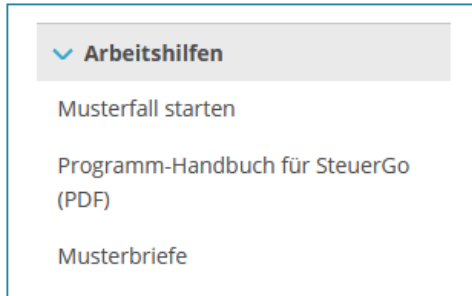 Arbeitshilfen
Musterfall starten
Programm-Handbuch für SteuerGo
(PDF)
Musterbriefe